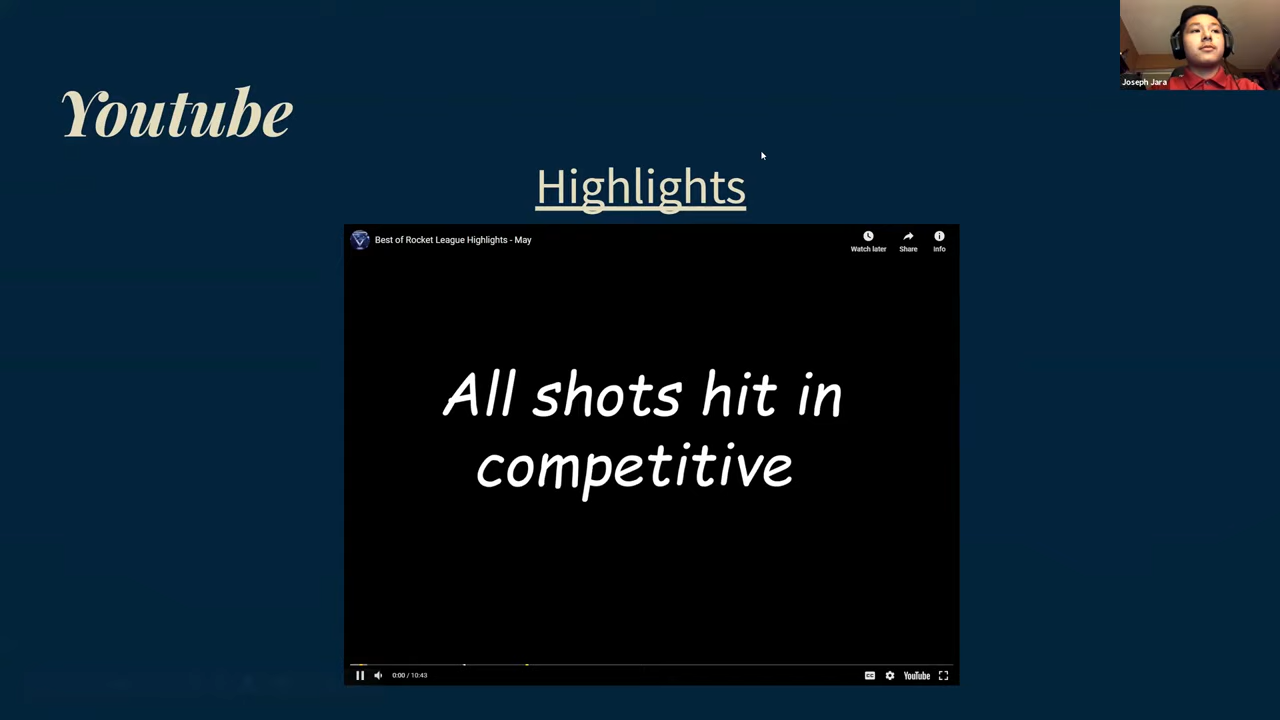 Joseph Jara
Youtube
Highlights
Best of Rocket League Highlights - May
Watch later
Share
Info
All shots hit in
competitive
0:00 / 10:43
CC
YouTube